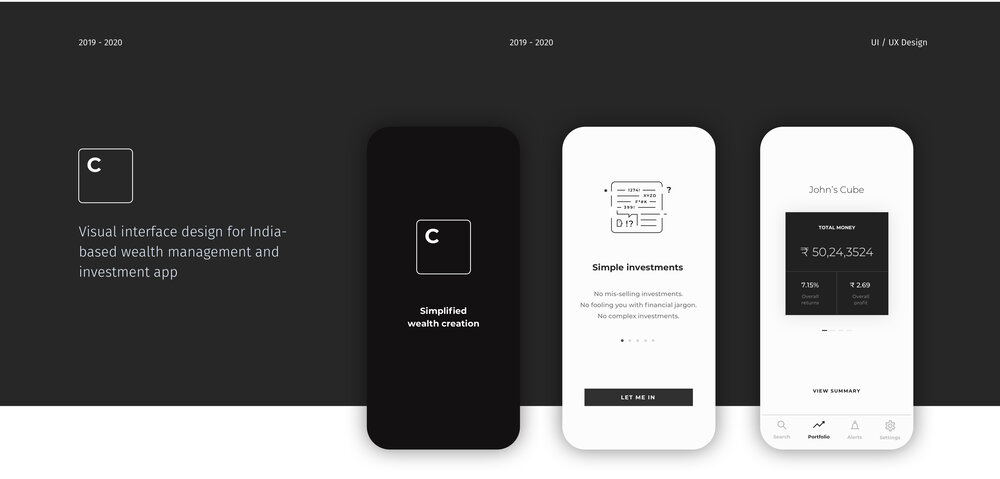 2019 - 2020
2019 - 2020
UI / UX Design
C
Visual interface design for India-
based wealth management and
investment app
C
Simplified
wealth creation
1274!
XYZD
F*#K
399!
?
D !?
Simple investments
No mis-selling investments.
No fooling you with financial jargon.
No complex investments.
LET ME IN
John's Cube
TOTAL MONEY
₹ 50,24,3524
7.15%
Overall
returns
₹ 2.69
Overall
profit
VIEW SUMMARY
Search
Portfolio
Alerts
Settings